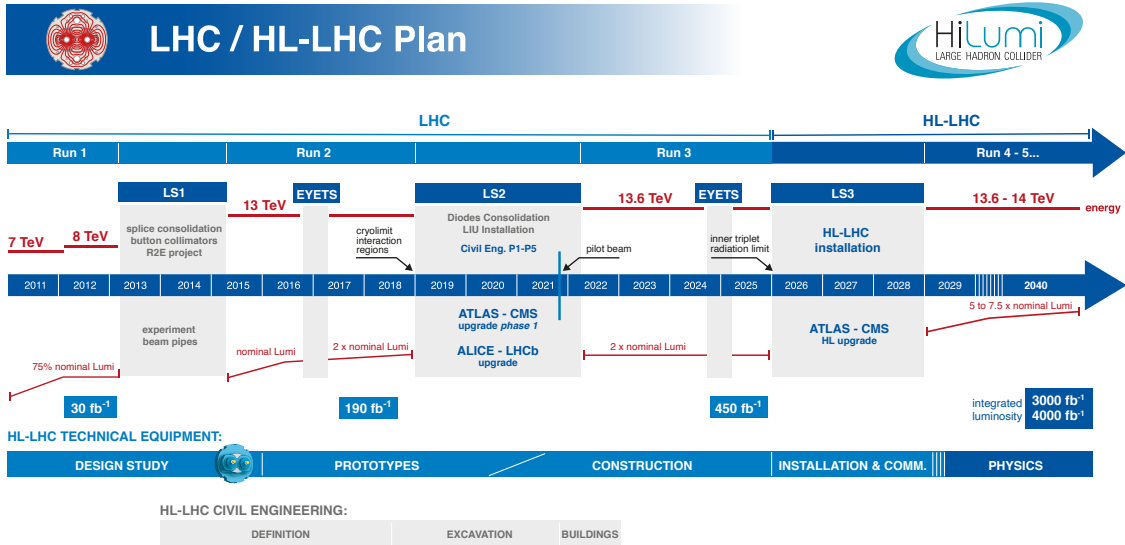 LHC / HL-LHC Plan
HiLumi
LARGE HADRON COLLIDER
LHC
HL-LHC
Run 1
Run 2
Run 3
Run 4 - 5...
LS1
EYETS
LS2
EYETS
LS3
13 TeV
13.6 TeV
13.6 - 14 TeV
energy
7 TeV
8 TeV
splice consolidation
button collimators
R2E project
cryolimit
interaction
regions
Diodes Consolidation
LIU Installation
Civil Eng. P1-P5
pilot beam
inner triplet
radiation limit
HL-LHC
installation
2011 2012 2013 2014 2015 2016 2017 2018 2019 2020 2021 2022 2023 2024 2025 2026 2027 2028 2029 2040
5 to 7.5 x nominal Lumi
experiment
beam pipes
ATLAS - CMS
upgrade phase 1
ALICE - LHCb
upgrade
ATLAS - CMS
HL upgrade
75% nominal Lumi
nominal Lumi
2 x nominal Lumi
2 x nominal Lumi
30 fb-1
190 fb-1
450 fb-1
integrated
luminosity
3000 fb-1
4000 fb-1
HL-LHC TECHNICAL EQUIPMENT:
DESIGN STUDY
PROTOTYPES
CONSTRUCTION
INSTALLATION & COMM.
PHYSICS
HL-LHC CIVIL ENGINEERING:
DEFINITION
EXCAVATION
BUILDINGS